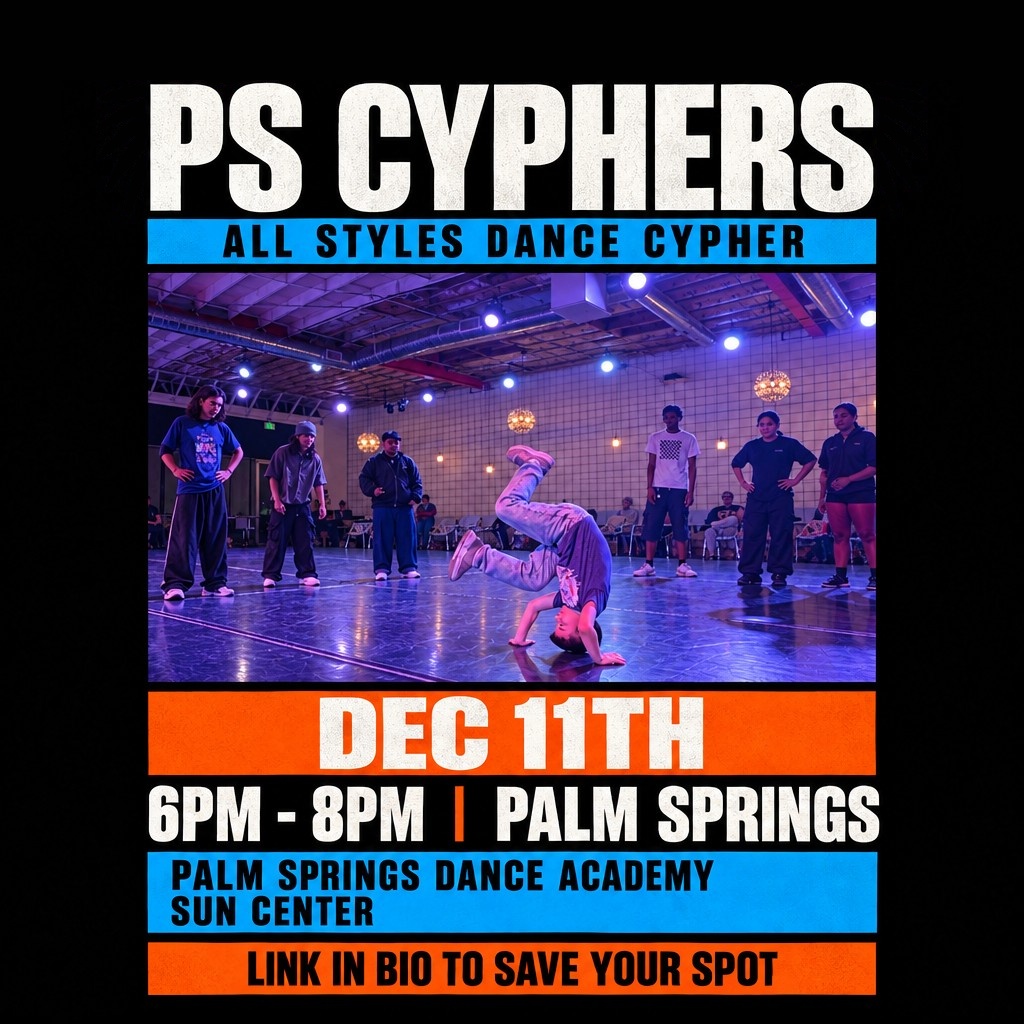 PS CYPHERS
ALL STYLES DANCE CYPHER
DEC 11TH
6PM - 8PM | PALM SPRINGS
PALM SPRINGS DANCE ACADEMY
SUN CENTER
LINK IN BIO TO SAVE YOUR SPOT